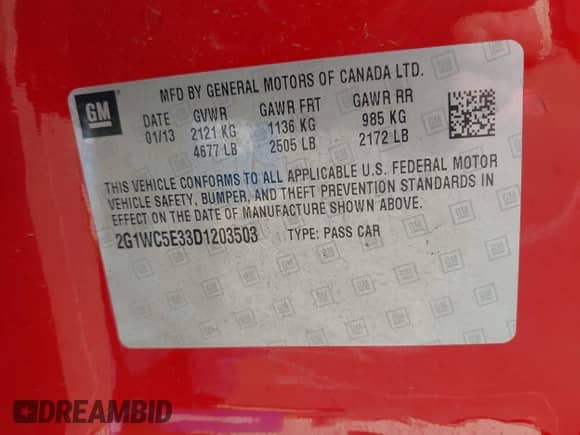 GM
MFD BY GENERAL MOTORS OF CANADA LTD.
DATE GVWR GAWR FRT GAWR RR
01/13 2121 KG 1136 KG 985 KG
4677 LB 2505 LB 2172 LB
THIS VEHICLE CONFORMS TO ALL APPLICABLE U.S. FEDERAL MOTOR
VEHICLE SAFETY, BUMPER, AND THEFT PREVENTION STANDARDS IN
EFFECT ON THE DATE OF MANUFACTURE SHOWN ABOVE.
2G1WC5E33D1203503 TYPE: PASS CAR
DREAMBID